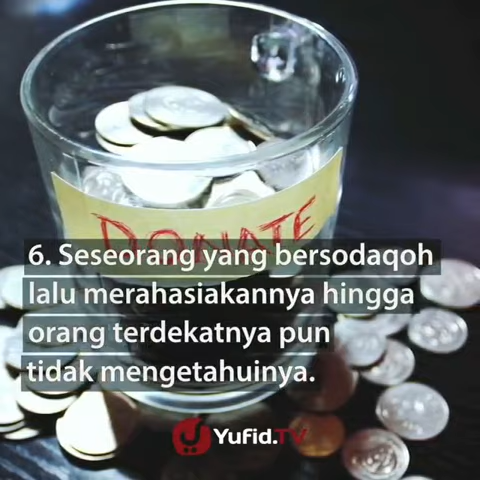 DONATE
6. Seseorang yang bersodaqoh
lalu merahasiakannya hingga
orang terdekatnya pun
tidak mengetahuinya.
Yufid.TV